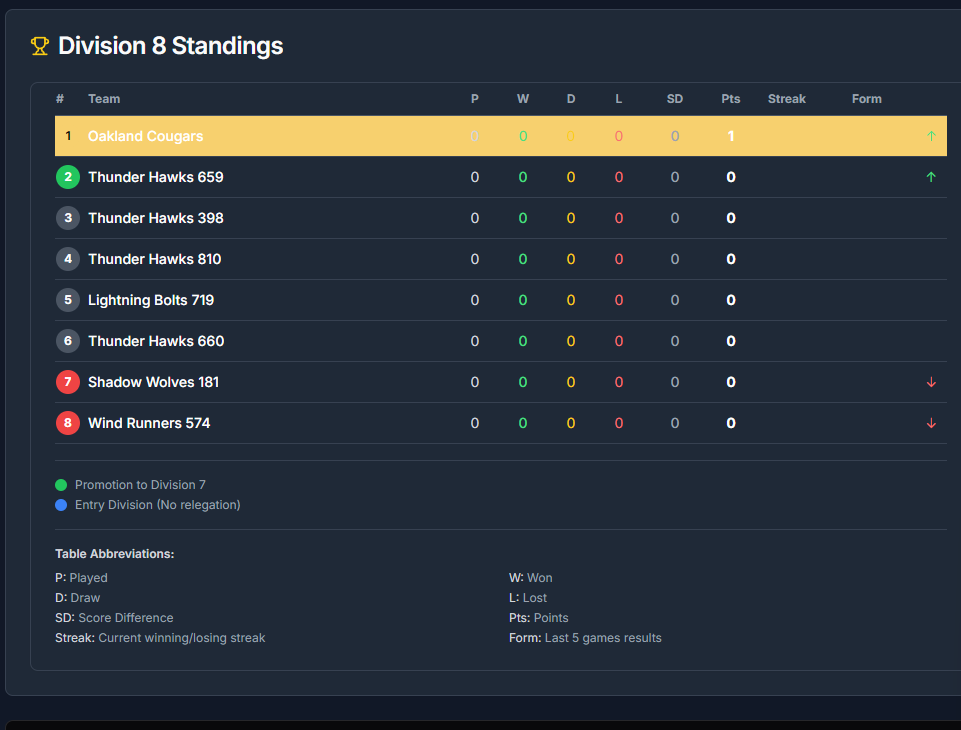 Division 8 Standings
# Team P W D L SD Pts Streak Form
1 Oakland Cougars 0 0 0 0 0 1 ↑
2 Thunder Hawks 659 0 0 0 0 0 0 ↑
3 Thunder Hawks 398 0 0 0 0 0 0
4 Thunder Hawks 810 0 0 0 0 0 0
5 Lightning Bolts 719 0 0 0 0 0 0
6 Thunder Hawks 660 0 0 0 0 0 0
7 Shadow Wolves 181 0 0 0 0 0 0 ↓
8 Wind Runners 574 0 0 0 0 0 0 ↓
Promotion to Division 7
Entry Division (No relegation)
Table Abbreviations:
P: Played W: Won
D: Draw L: Lost
SD: Score Difference Pts: Points
Streak: Current winning/losing streak Form: Last 5 games results